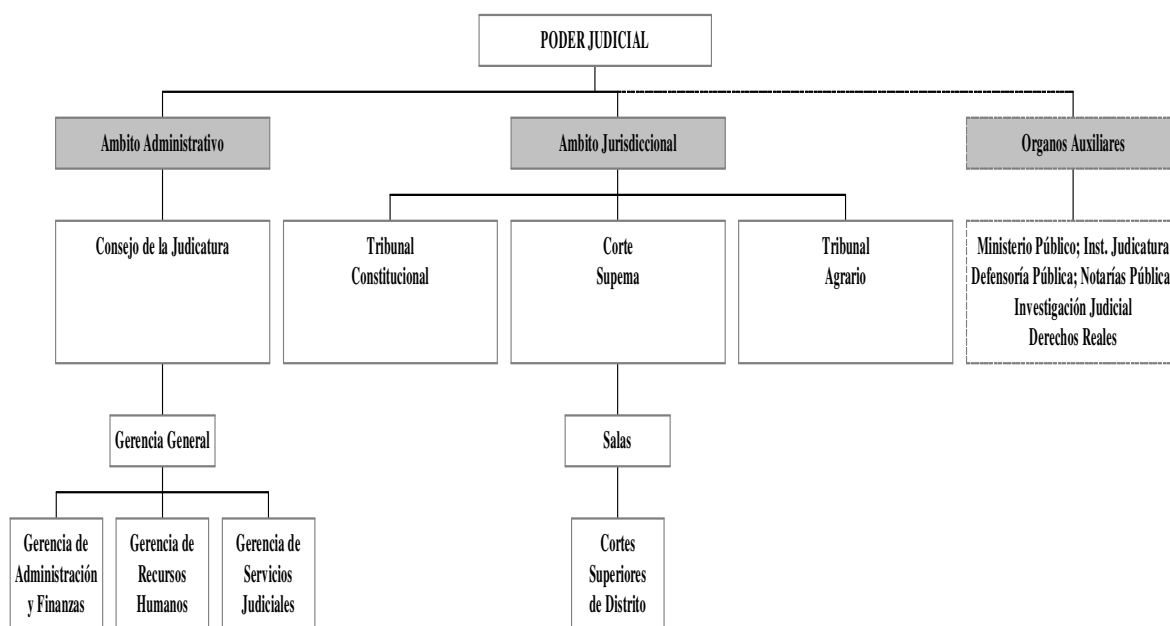 PODER JUDICIAL
Ambito Administrativo
Ambito Jurisdiccional
Organos Auxiliares
Consejo de la Judicatura
Tribunal
Constitucional
Corte
Supema
Tribunal
Agrario
Ministerio Público; Inst. Judicatura
Defensoría Pública; Notarías Pública
Investigación Judicial
Derechos Reales
Gerencia General
Salas
Gerencia de
Administración
y Finanzas
Gerencia de
Recursos
Humanos
Gerencia de
Servicios
Judiciales
Cortes
Superiores
de Distrito